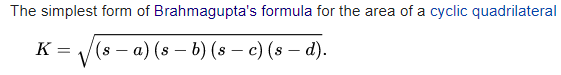 The simplest form of Brahmagupta's formula for the area of a cyclic quadrilateral
K = √(s − a) (s − b) (s − c) (s − d).